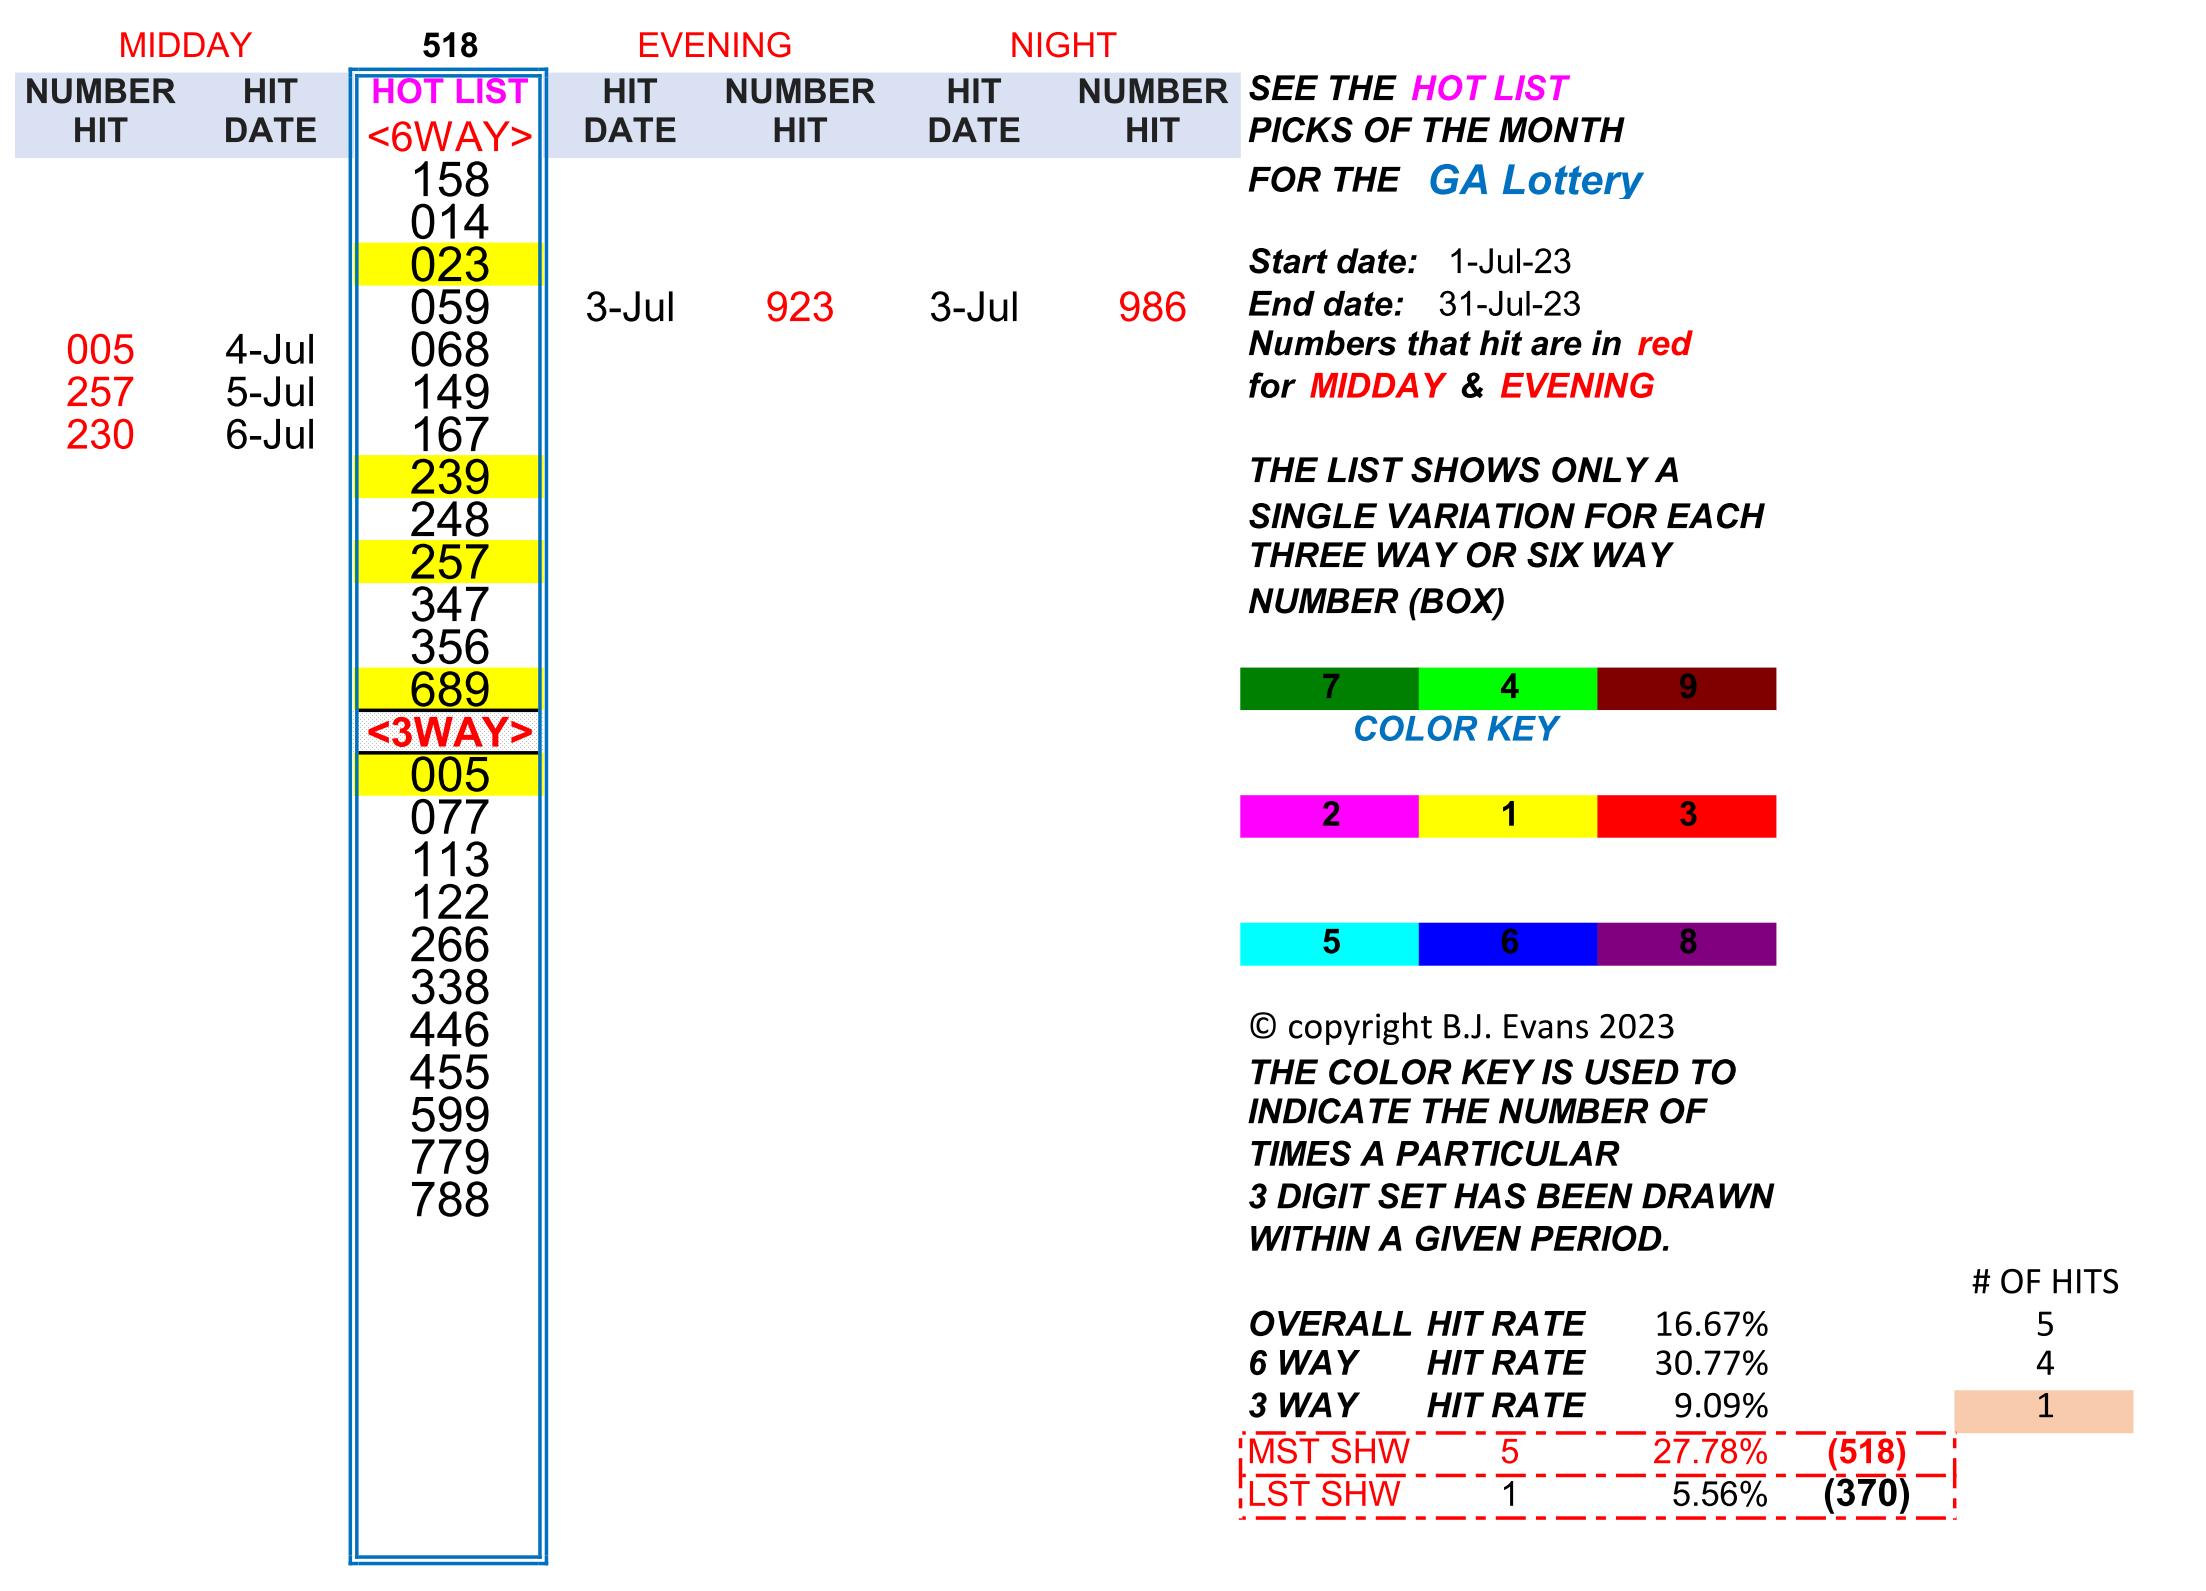 MIDDAY 518 EVENING NIGHT
NUMBER HIT HOT LIST HIT NUMBER HIT NUMBER SEE THE HOT LIST
HIT DATE <6WAY> DATE HIT DATE HIT PICKS OF THE MONTH
158 FOR THE GA Lottery
014
023 Start date: 1-Jul-23
059 3-Jul 923 3-Jul 986 End date: 31-Jul-23
005 4-Jul 068 Numbers that hit are in red
257 5-Jul 149 for MIDDAY & EVENING
230 6-Jul 167
239 THE LIST SHOWS ONLY A
248 SINGLE VARIATION FOR EACH
257 THREE WAY OR SIX WAY
347 NUMBER (BOX)
356
689 7 4 9
<3WAY> COLOR KEY
005
077 2 1 3
113
122
266 5 6 8
338
446 © copyright B.J. Evans 2023
455 THE COLOR KEY IS USED TO
599 INDICATE THE NUMBER OF
779 TIMES A PARTICULAR
788 3 DIGIT SET HAS BEEN DRAWN
WITHIN A GIVEN PERIOD.
# OF HITS
OVERALL HIT RATE 16.67% 5
6 WAY HIT RATE 30.77% 4
3 WAY HIT RATE 9.09% 1
MST SHW 5 27.78% (518)
LST SHW 1 5.56% (370)